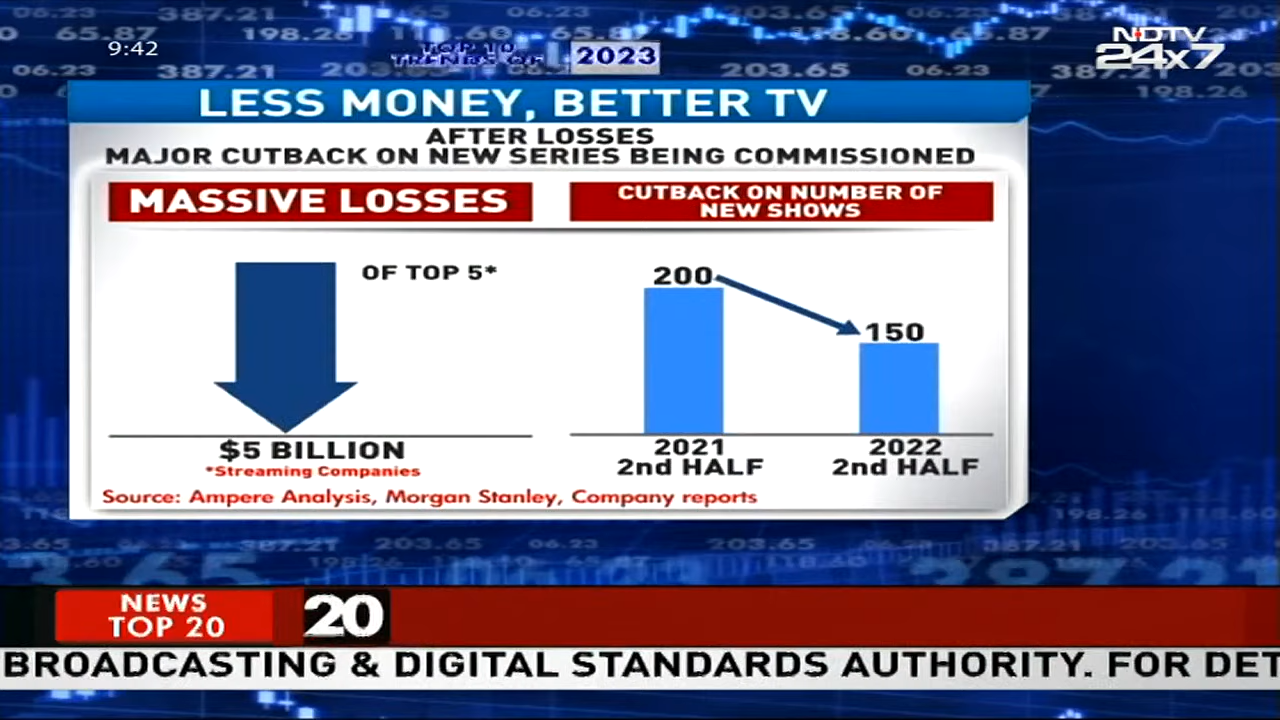 9:42
TOP 10
TRENDS OF 2023
NDTV
24x7
LESS MONEY, BETTER TV
AFTER LOSSES
MAJOR CUTBACK ON NEW SERIES BEING COMMISSIONED
MASSIVE LOSSES
OF TOP 5*
$5 BILLION
*Streaming Companies
CUTBACK ON NUMBER OF
NEW SHOWS
200
150
2021
2nd HALF
2022
2nd HALF
Source: Ampere Analysis, Morgan Stanley, Company reports
NEWS
TOP 20
20
BROADCASTING & DIGITAL STANDARDS AUTHORITY. FOR DET